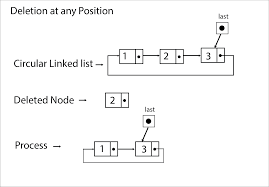 Deletion at any Position
last
Circular Linked list → 1 2 3
Deleted Node → 2
last
Process → 1 3